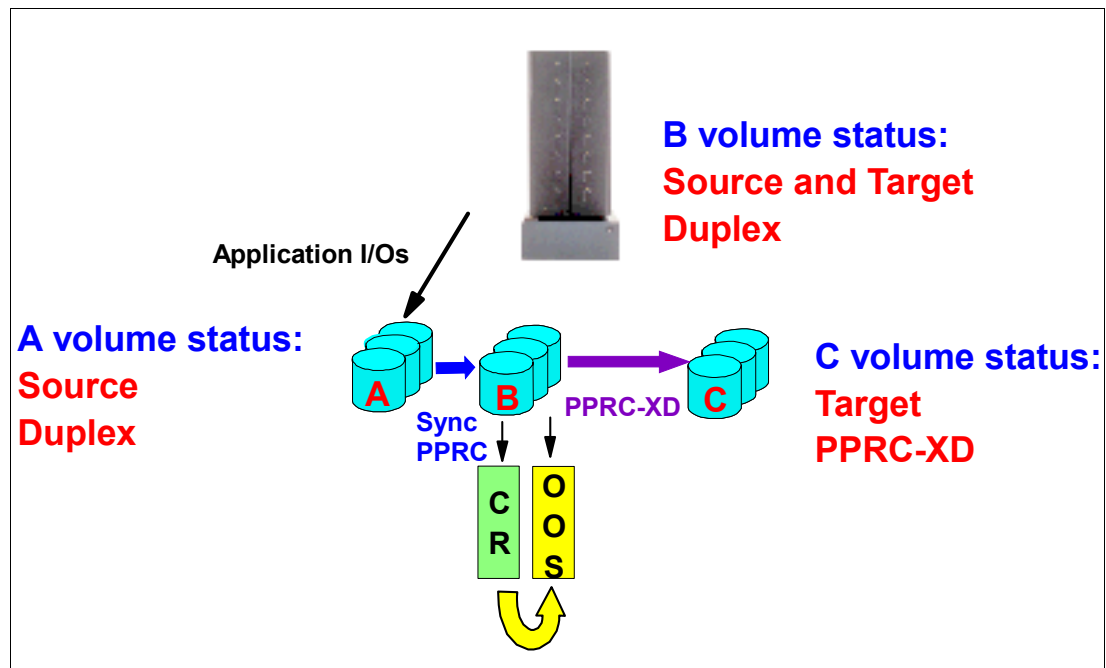 B volume status:
Source and Target
Duplex
Application I/Os
A volume status:
Source
Duplex
A
B
C
Sync
PPRC
PPRC-XD
C volume status:
Target
PPRC-XD
C
R
O
O
S